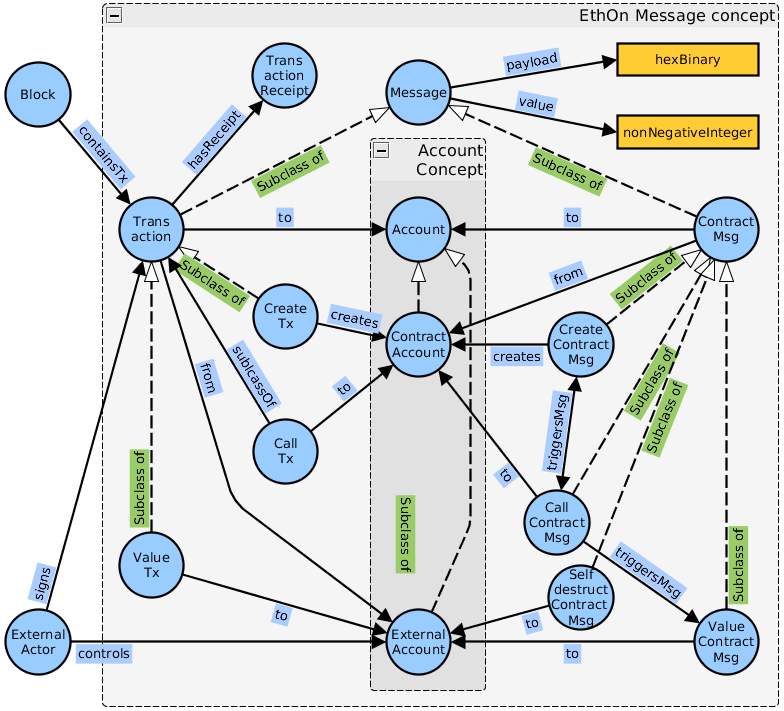 EthOn Message concept
Trans
action
Receipt
payload
hexBinary
Block
Message
value
nonNegativeInteger
containsTx
hasReceipt
Account
Concept
Subclass of
Subclass of
Trans
action
to
Account
to
Contract
Msg
Subclass of
from
Subclass of
Create
Tx
creates
Contract
Account
creates
Create
Contract
Msg
from
sublcassOf
to
Subclass of
Subclass of
Call
Tx
triggersMsg
to
Subclass of
Subclass of
Call
Contract
Msg
Value
Tx
triggersMsg
Subclass of
signs
Self
destruct
Contract
Msg
to
to
External
Actor
controls
External
Account
to
Value
Contract
Msg